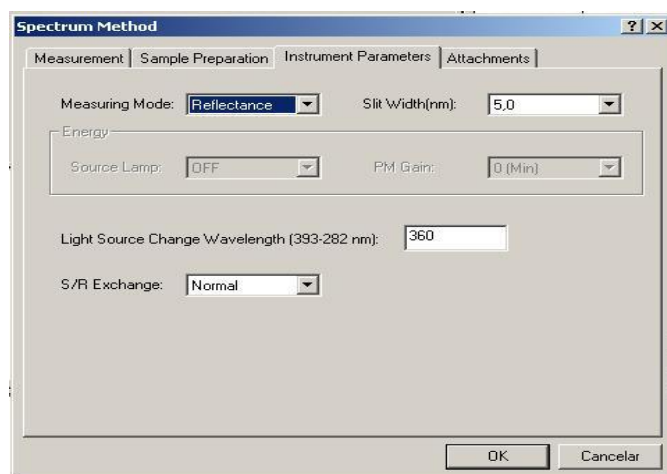 Spectrum Method
Measurement Sample Preparation Instrument Parameters Attachments
Measuring Mode: Reflectance Slit Width(nm): 5,0
Energy
Source Lamp: OFF PM Gain: 0 (Min)
Light Source Change Wavelength (393-282 nm): 360
S/R Exchange: Normal
OK Cancelar